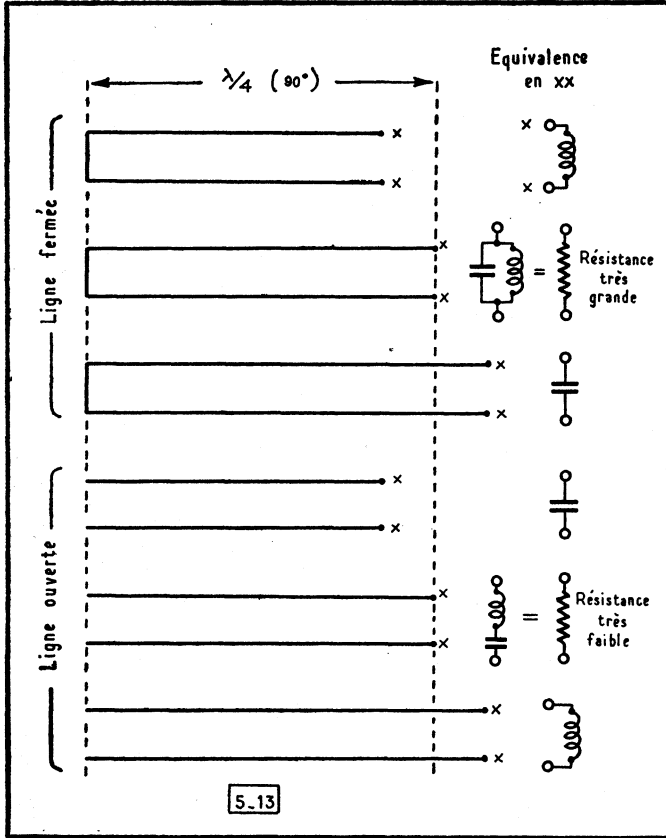 λ/4 (90°)
Equivalence
en xx
Ligne fermée
x
x
x
x
x
x
=
Résistance
très
grande
x
x
Ligne ouverte
x
x
x
x
=
Résistance
très
faible
x
x
5_13